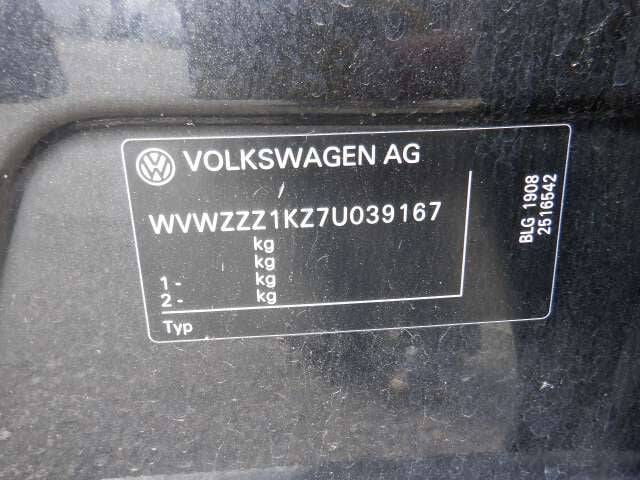 VOLKSWAGEN AG
WVWZZZ1KZ7U039167
kg
kg
1 - kg
2 - kg
Typ
BLG 1908
2516542